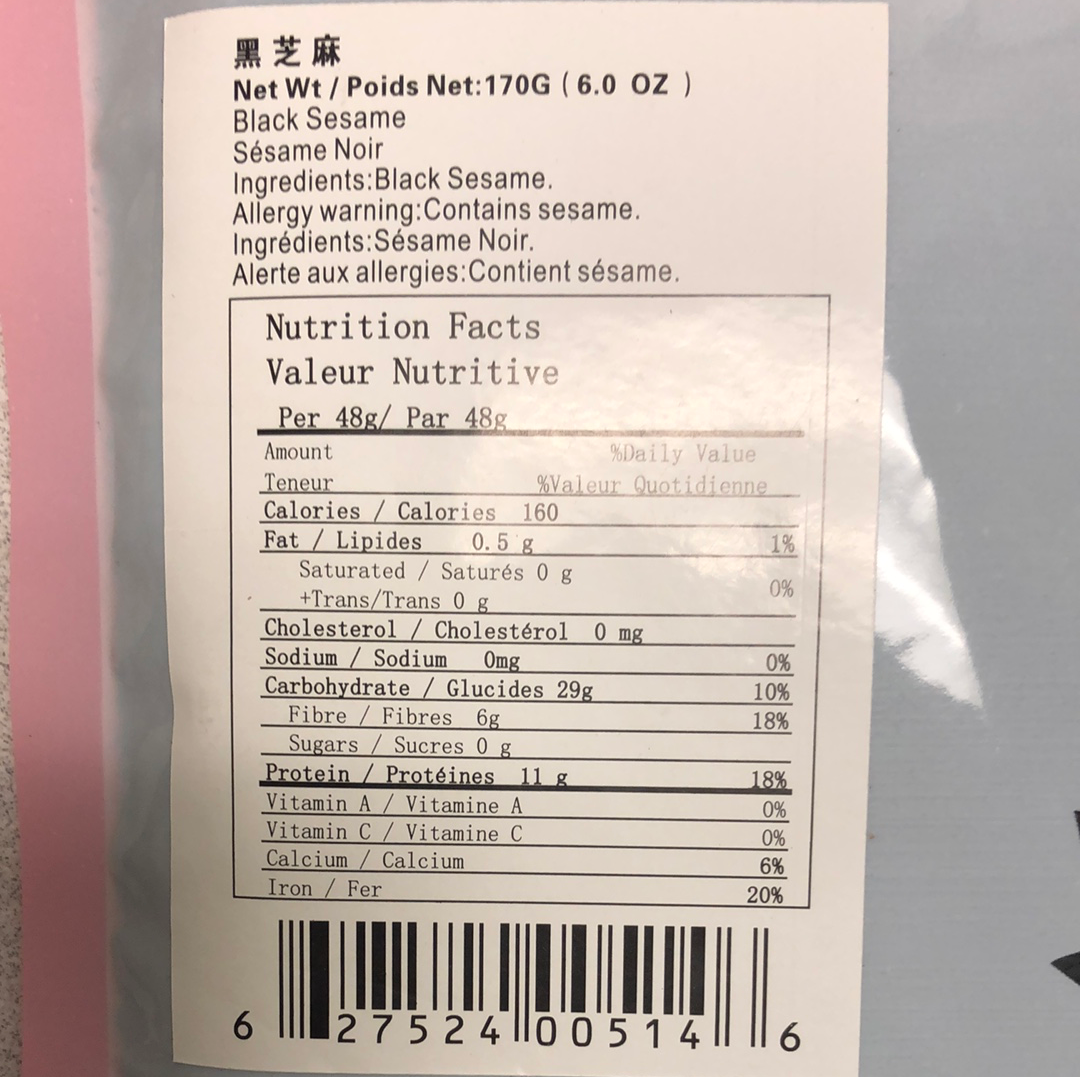 黑芝麻
Net Wt / Poids Net:170G ( 6.0 OZ )
Black Sesame
Sésame Noir
Ingredients:Black Sesame.
Allergy warning:Contains sesame.
Ingrédients:Sésame Noir.
Alerte aux allergies:Contient sésame.
Nutrition Facts
Valeur Nutritive
Per 48g/ Par 48g
Amount %Daily Value
Teneur %Valeur Quotidienne
Calories / Calories 160
Fat / Lipides 0.5 g 1%
Saturated / Saturés 0 g
+Trans/Trans 0 g 0%
Cholesterol / Cholestérol 0 mg
Sodium / Sodium 0mg 0%
Carbohydrate / Glucides 29g 10%
Fibre / Fibres 6g 18%
Sugars / Sucres 0 g
Protein / Protéines 11 g 18%
Vitamin A / Vitamine A 0%
Vitamin C / Vitamine C 0%
Calcium / Calcium 6%
Iron / Fer 20%
6 27524 00514 6